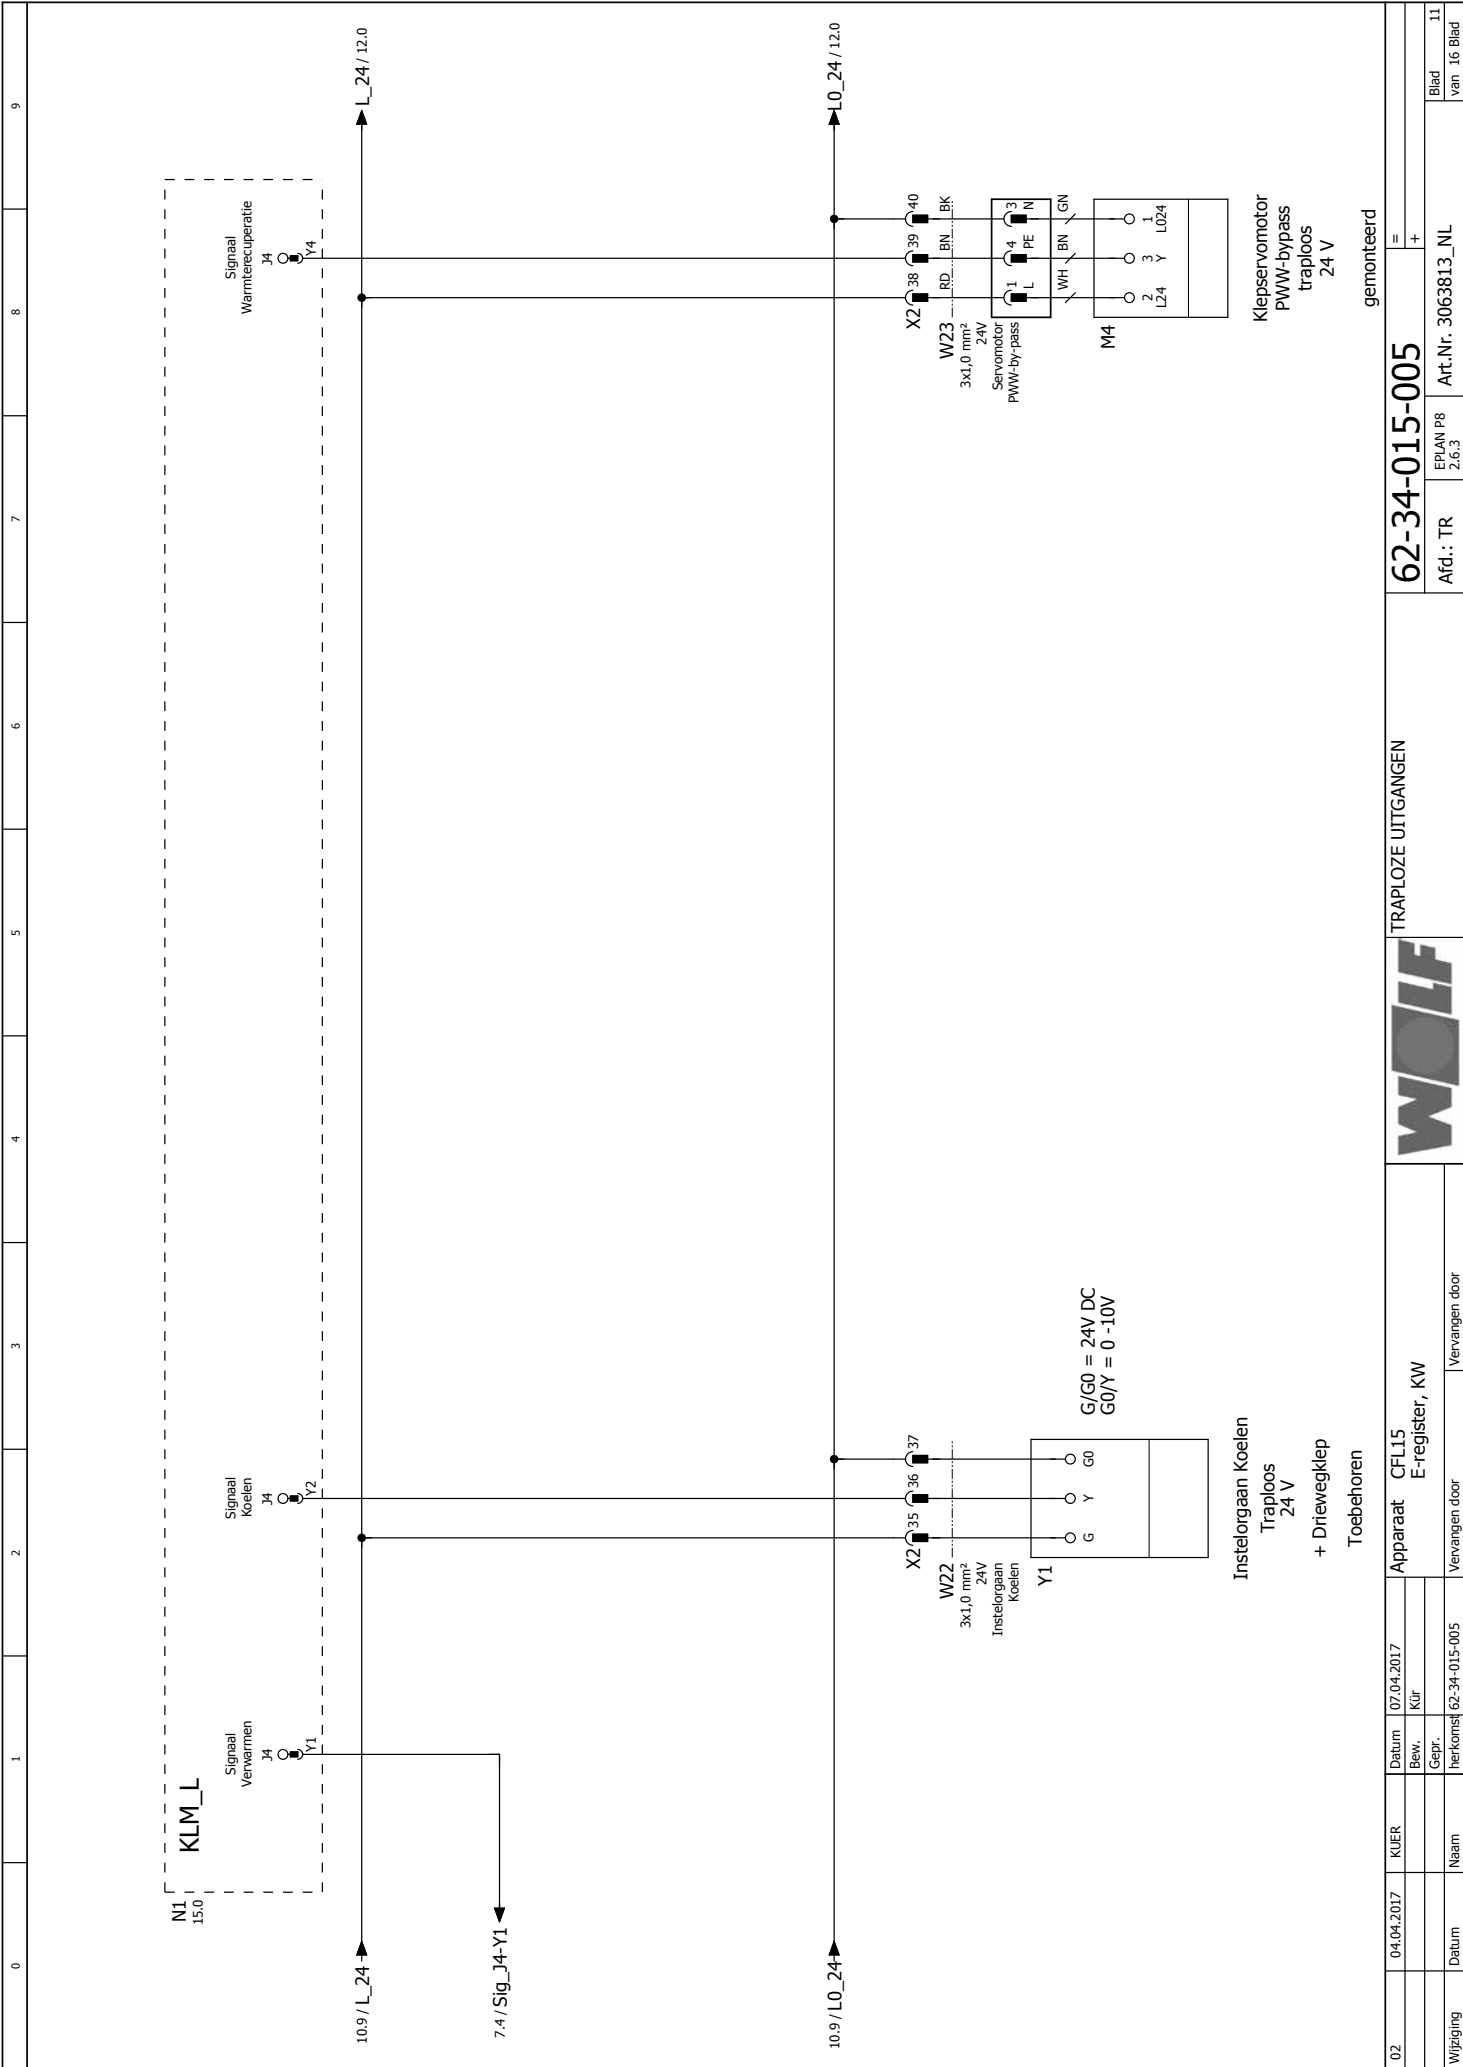 0
1
2
3
4
5
6
7
8
9
N1
15.0
KLM_L
Signaal
Verwarmen
J4
Y1
Signaal
Koelen
J4
Y2
Signaal
Warmterecuperatie
J4
Y4
10.9 / L_24
L_24 / 12.0
7.4 / Sig_J4-Y1
10.9 / L0_24
L0_24 / 12.0
X2
35
36
37
W22
3x1,0 mm²
24V
Instelorgaan
Koelen
Y1
G
Y
G0
G/G0 = 24V DC
G0/Y = 0 -10V
Instelorgaan Koelen
Traploos
24 V
+ Driewegklep
Toebehoren
X2
38
39
40
W23
RD
BN
BK
3x1,0 mm²
24V
Servomotor
PWW-by-pass
1
4
3
L
PE
N
WH
BN
GN
M4
2
3
1
L24
Y
L024
Klepservomotor
PWW-bypass
traploos
24 V
gemonteerd
02
04.04.2017
KUER
Wijziging
Datum
Naam
Datum
07.04.2017
Bew.
Kür
Gepr.
herkomst
62-34-015-005
Apparaat
CFL15
E-register, KW
Vervangen door
Vervangen door
WOLF
TRAPLOZE UITGANGEN
62-34-015-005
Afd.: TR
EPLAN P8
2.6.3
Art.Nr. 3063813_NL
=
+
Blad
11
van
16 Blad